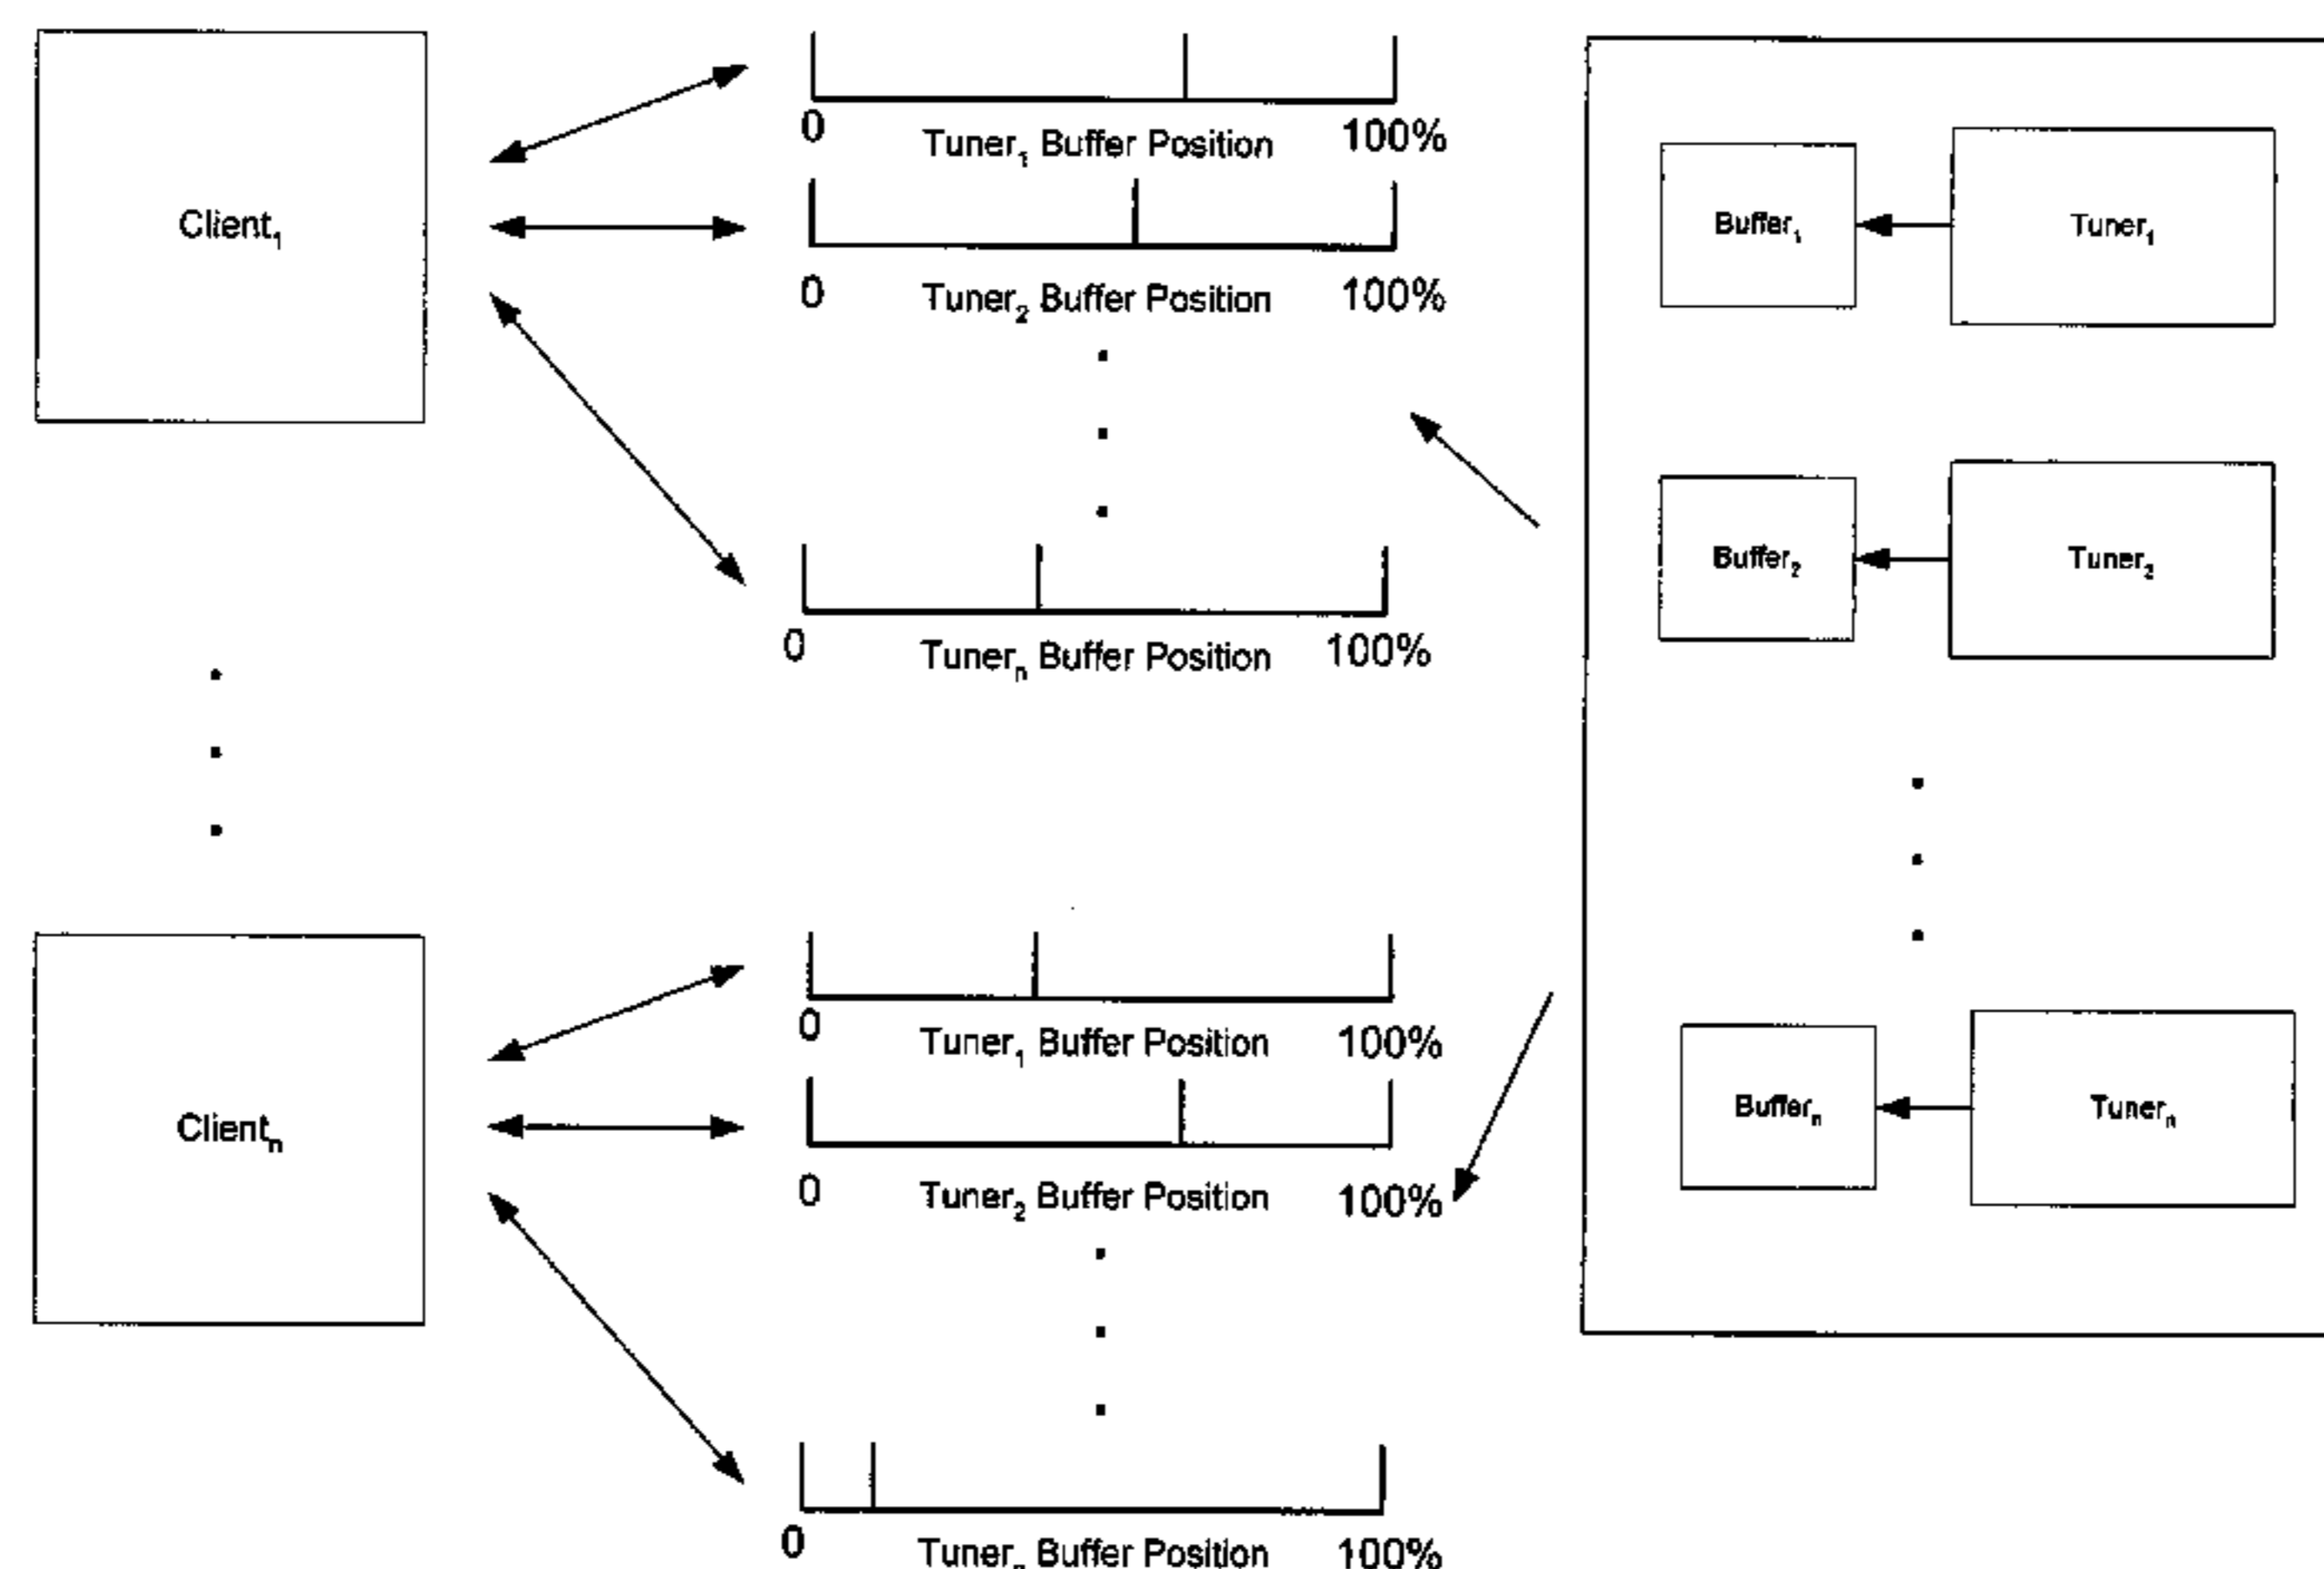 Client₁
0 Tuner₁ Buffer Position 100%
0 Tuner₂ Buffer Position 100%
0 Tunerₙ Buffer Position 100%
Clientₙ
0 Tuner₁ Buffer Position 100%
0 Tuner₂ Buffer Position 100%
0 Tunerₙ Buffer Position 100%
Buffer₁ Tuner₁
Buffer₂ Tuner₂
Bufferₙ Tunerₙ